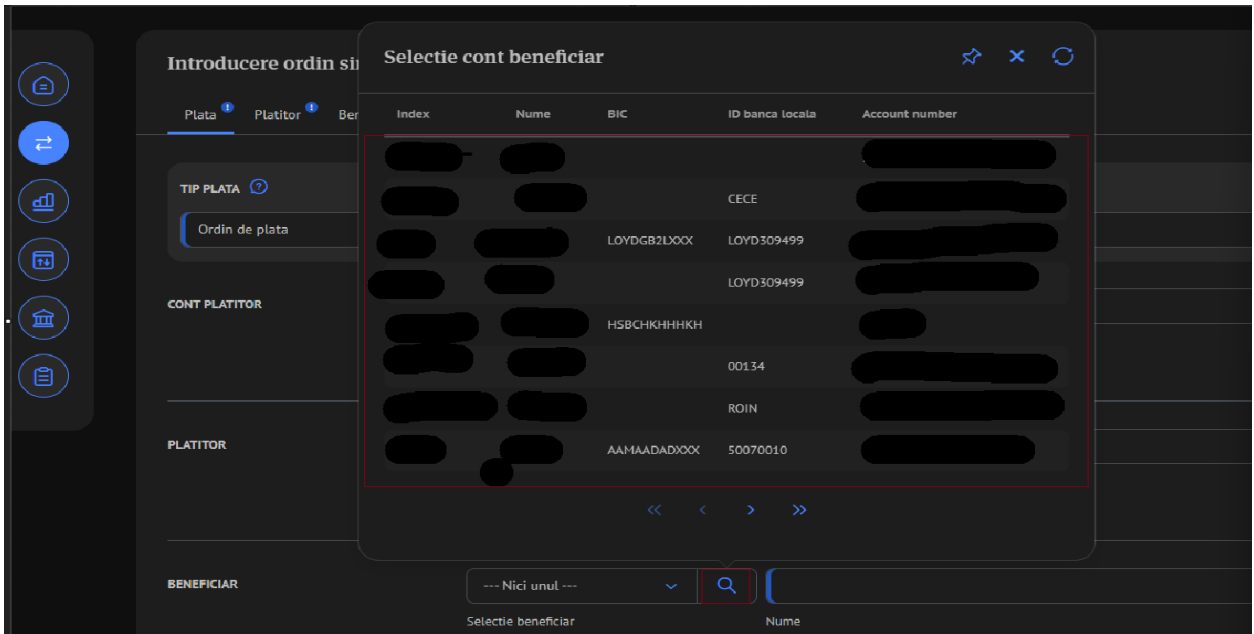 Introducere ordin si
Selectie cont beneficiar
Plata Platitor Ber
Index Nume BIC ID banca locala Account number
TIP PLATA
CECE
Ordin de plata
LOYDGB2LXXX LOYD309499
LOYD309499
CONT PLATITOR
HSBCHKHHHKH
00134
ROIN
PLATITOR
AAMAADADXXX 50070010
<< < > >>
BENEFICIAR
--- Nici unul ---
Selectie beneficiar Nume